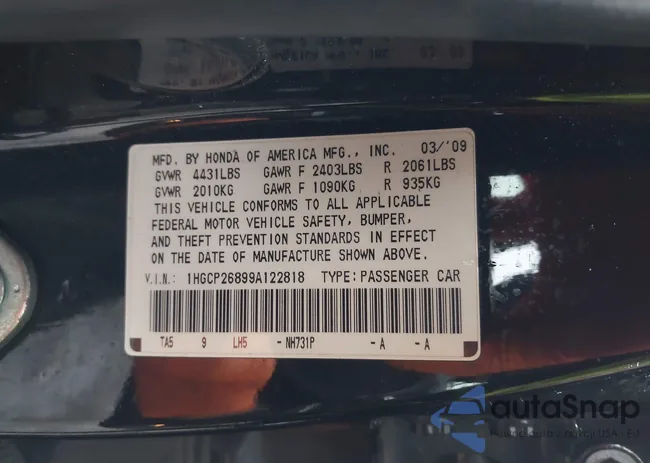 MFD. BY HONDA OF AMERICA MFG., INC. 03/'09
GVWR 4431LBS GAWR F 2403LBS R 2061LBS
GVWR 2010KG GAWR F 1090KG R 935KG
THIS VEHICLE CONFORMS TO ALL APPLICABLE
FEDERAL MOTOR VEHICLE SAFETY, BUMPER,
AND THEFT PREVENTION STANDARDS IN EFFECT
ON THE DATE OF MANUFACTURE SHOWN ABOVE.
V.I.N.: 1HGCP26899A122818 TYPE: PASSENGER CAR
TA5 9 LH5 -NH731P -A -A
autaSnap